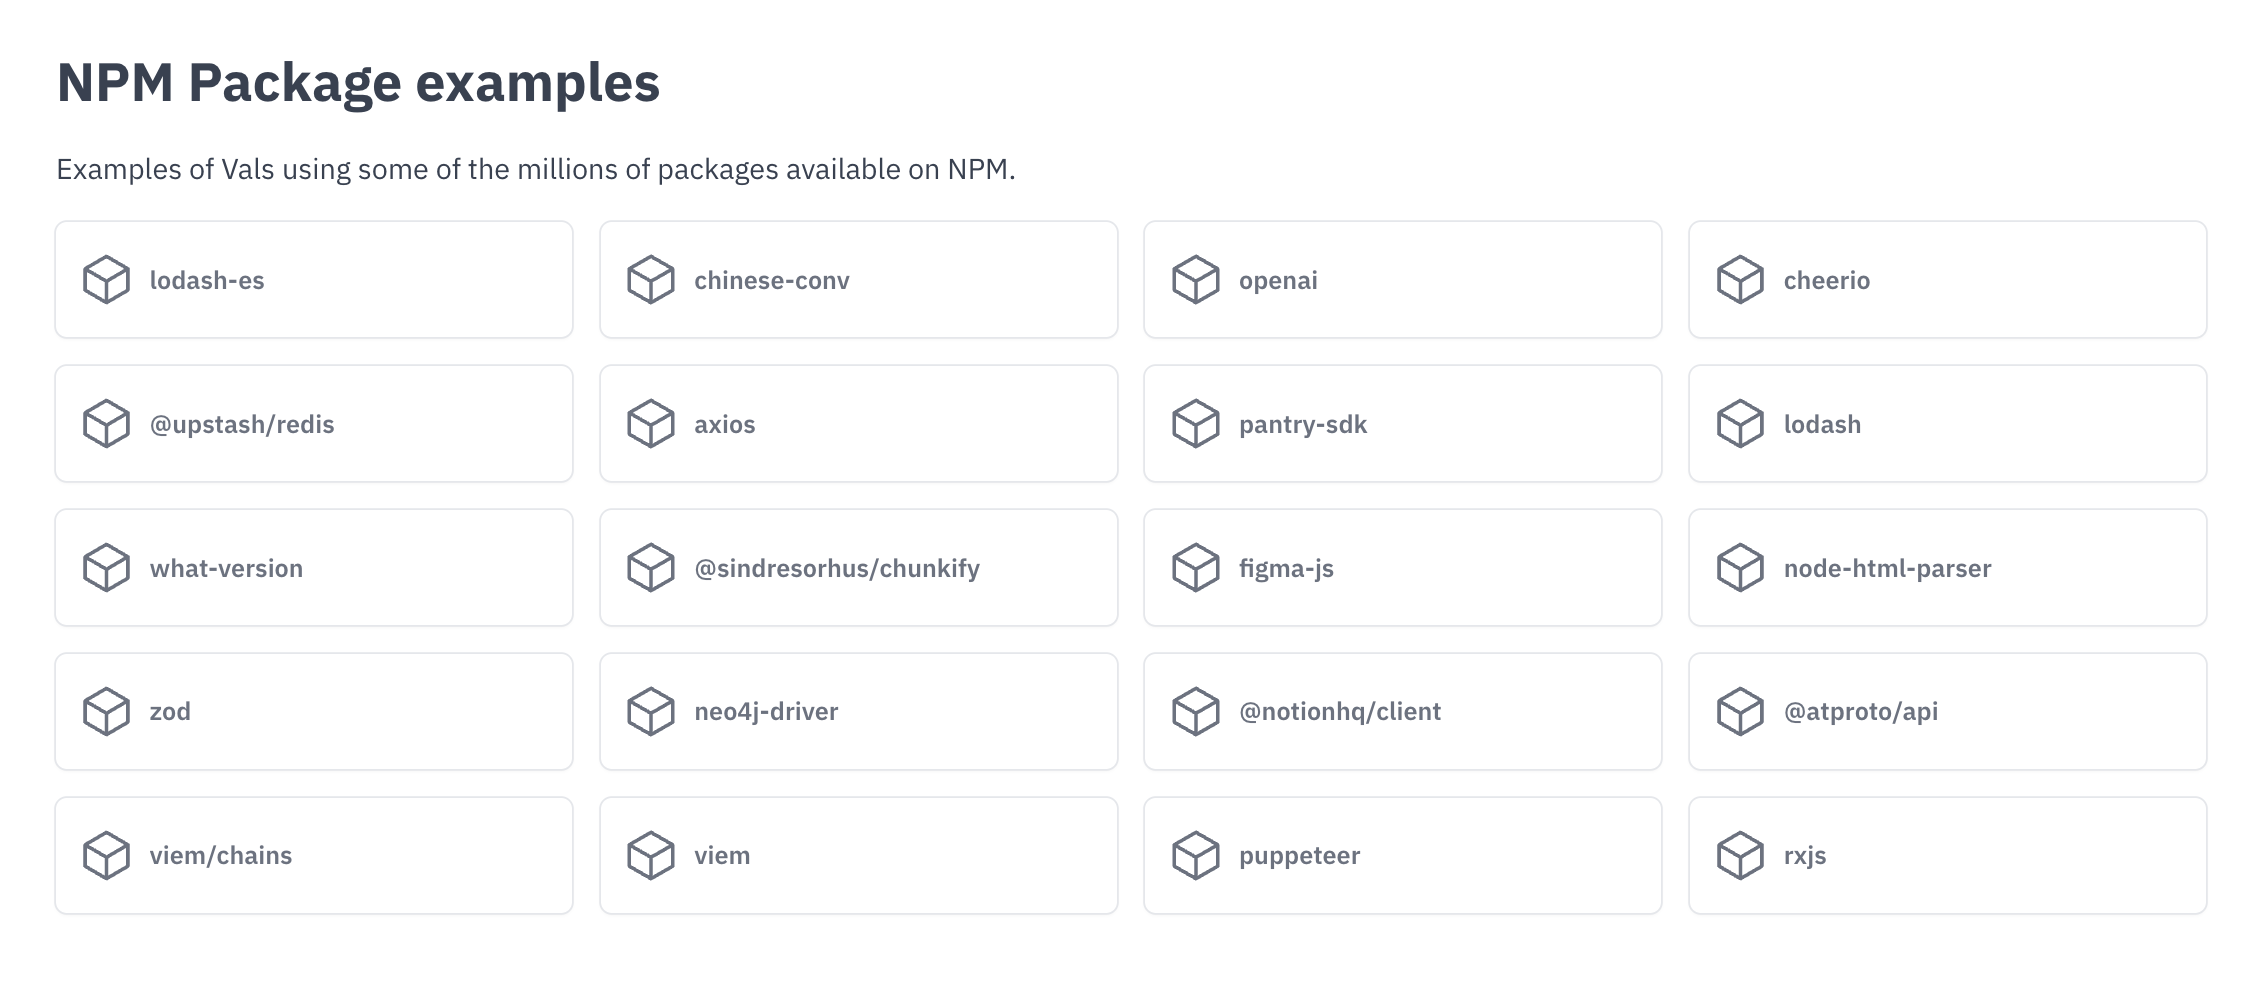 NPM Package examples
Examples of Vals using some of the millions of packages available on NPM.
lodash-es
chinese-conv
openai
cheerio
@upstash/redis
axios
pantry-sdk
lodash
what-version
@sindresorhus/chunkify
figma-js
node-html-parser
zod
neo4j-driver
@notionhq/client
@atproto/api
viem/chains
viem
puppeteer
rxjs